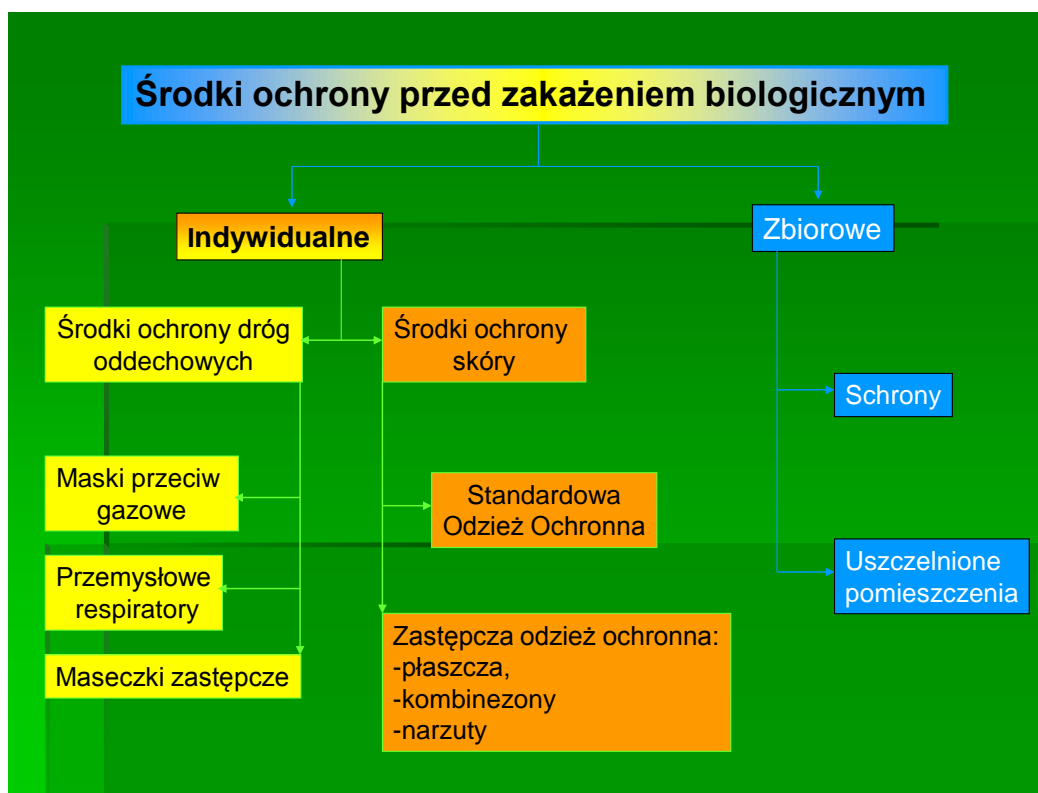 Środki ochrony przed zakażeniem biologicznym
Indywidualne
Zbiorowe
Środki ochrony dróg
oddechowych
Środki ochrony
skóry
Schrony
Maski przeciw
gazowe
Standardowa
Odzież Ochronna
Uszczelnione
pomieszczenia
Przemysłowe
respiratory
Zastępcza odzież ochronna:
-płaszcza,
-kombinezony
-narzuty
Maseczki zastępcze